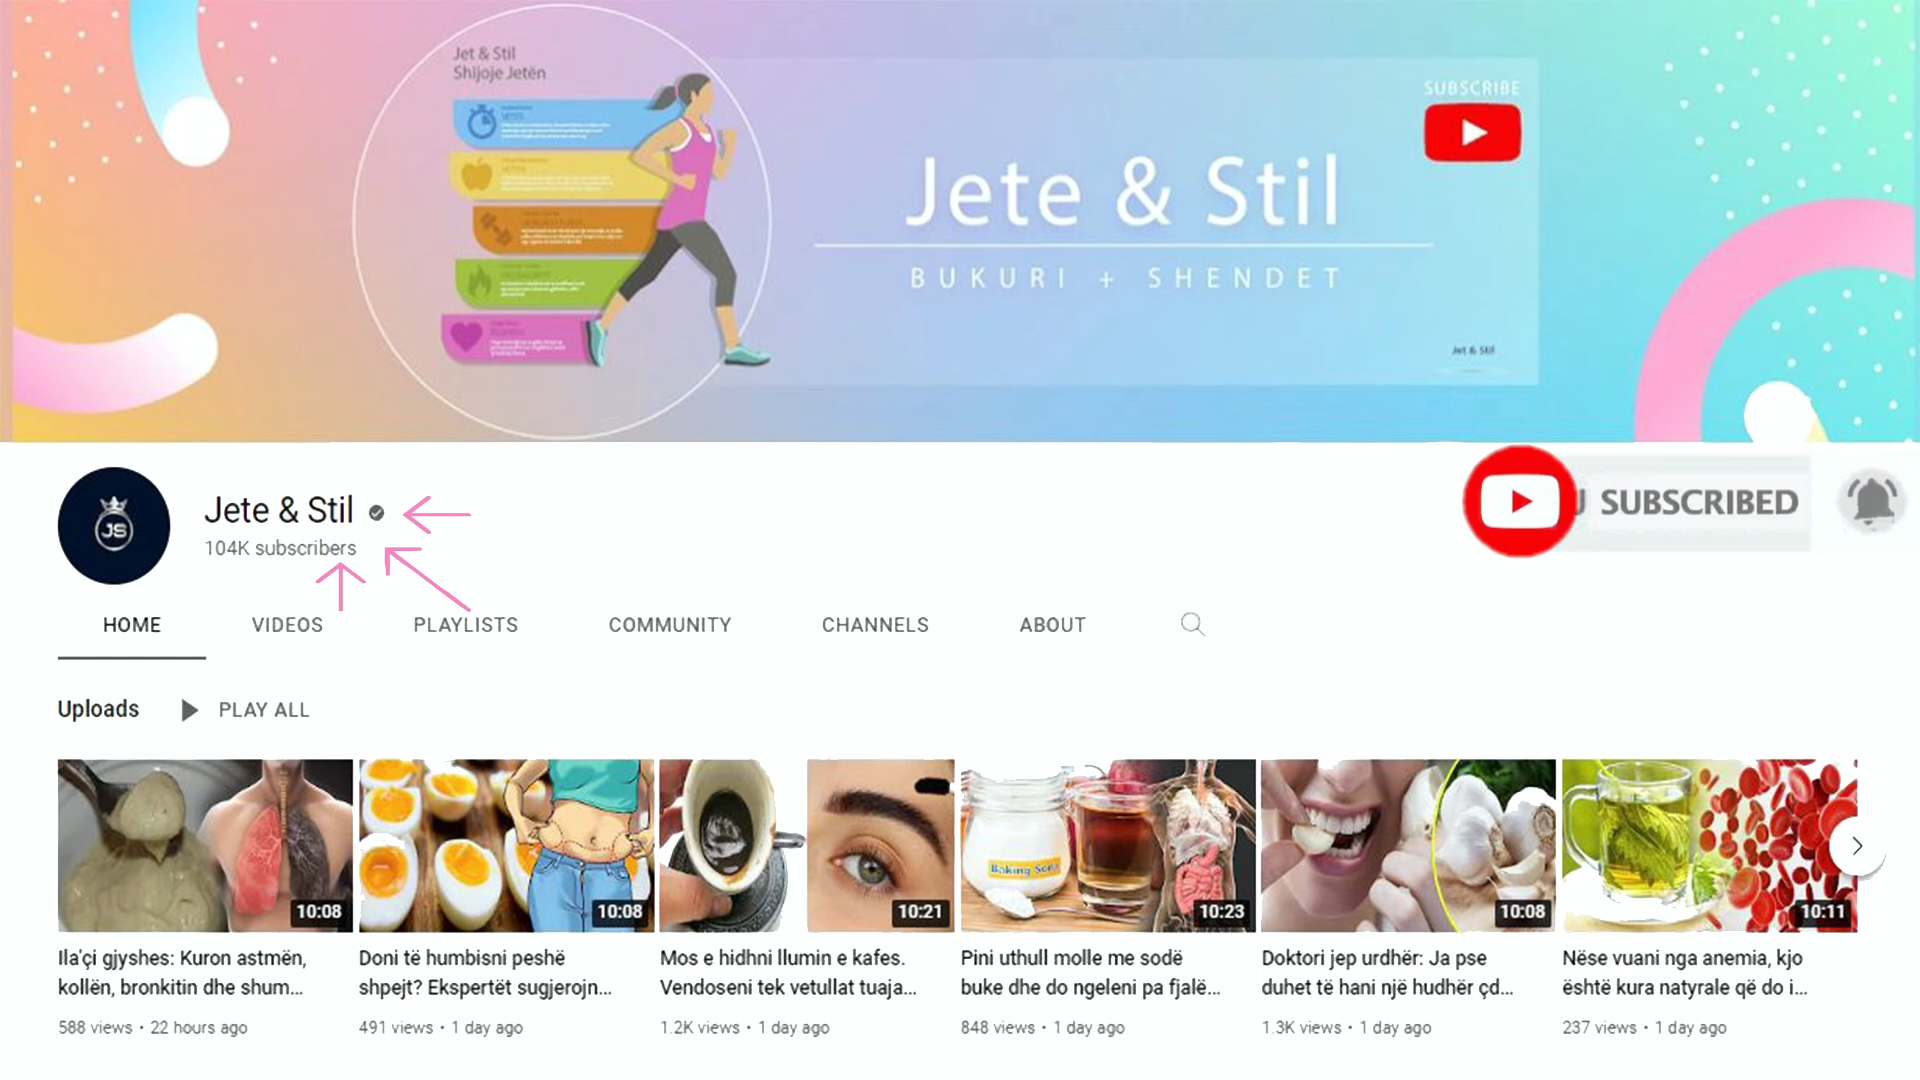 Jet & Stil
Shijoje Jetën
SUBSCRIBE
Jete & Stil
BUKURI + SHENDET
Jet & Stil
JS
Jete & Stil
104K subscribers
SUBSCRIBED
HOME
VIDEOS
PLAYLISTS
COMMUNITY
CHANNELS
ABOUT
Uploads
PLAY ALL
Baking Soda
10:08
10:08
10:21
10:23
10:08
10:11
Ila'çi gjyshes: Kuron astmën,
kollën, bronkitin dhe shum...
588 views • 22 hours ago
Doni të humbisni peshë
shpejt? Ekspertët sugjerojn...
491 views • 1 day ago
Mos e hidhni llumin e kafes.
Vendoseni tek vetullat tuaja...
1.2K views • 1 day ago
Pini uthull molle me sodë
buke dhe do ngeleni pa fjalë...
848 views • 1 day ago
Doktori jep urdhër: Ja pse
duhet të hani një hudhër çd...
1.3K views • 1 day ago
Nëse vuani nga anemia, kjo
është kura natyrale që do i...
237 views • 1 day ago